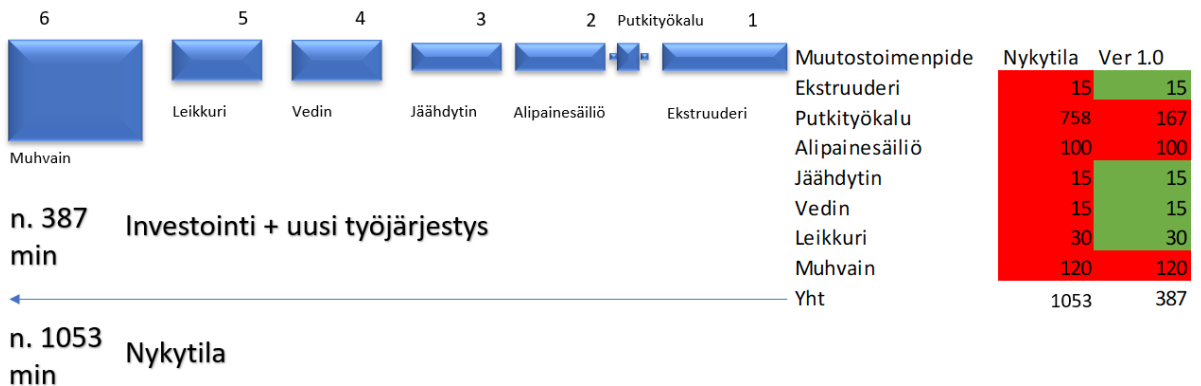 6 5 4 3 2 Putkityökalu 1
Leikkuri Vedin Jäähdytin Alipainesäiliö Ekstruuderi
Muhvain
n. 387 min Investointi + uusi työjärjestys
n. 1053 min Nykytila
Muutostoimenpide Nykytila Ver 1.0
Ekstruuderi 15 15
Putkityökalu 758 167
Alipainesäiliö 100 100
Jäähdytin 15 15
Vedin 15 15
Leikkuri 30 30
Muhvain 120 120
Yht 1053 387